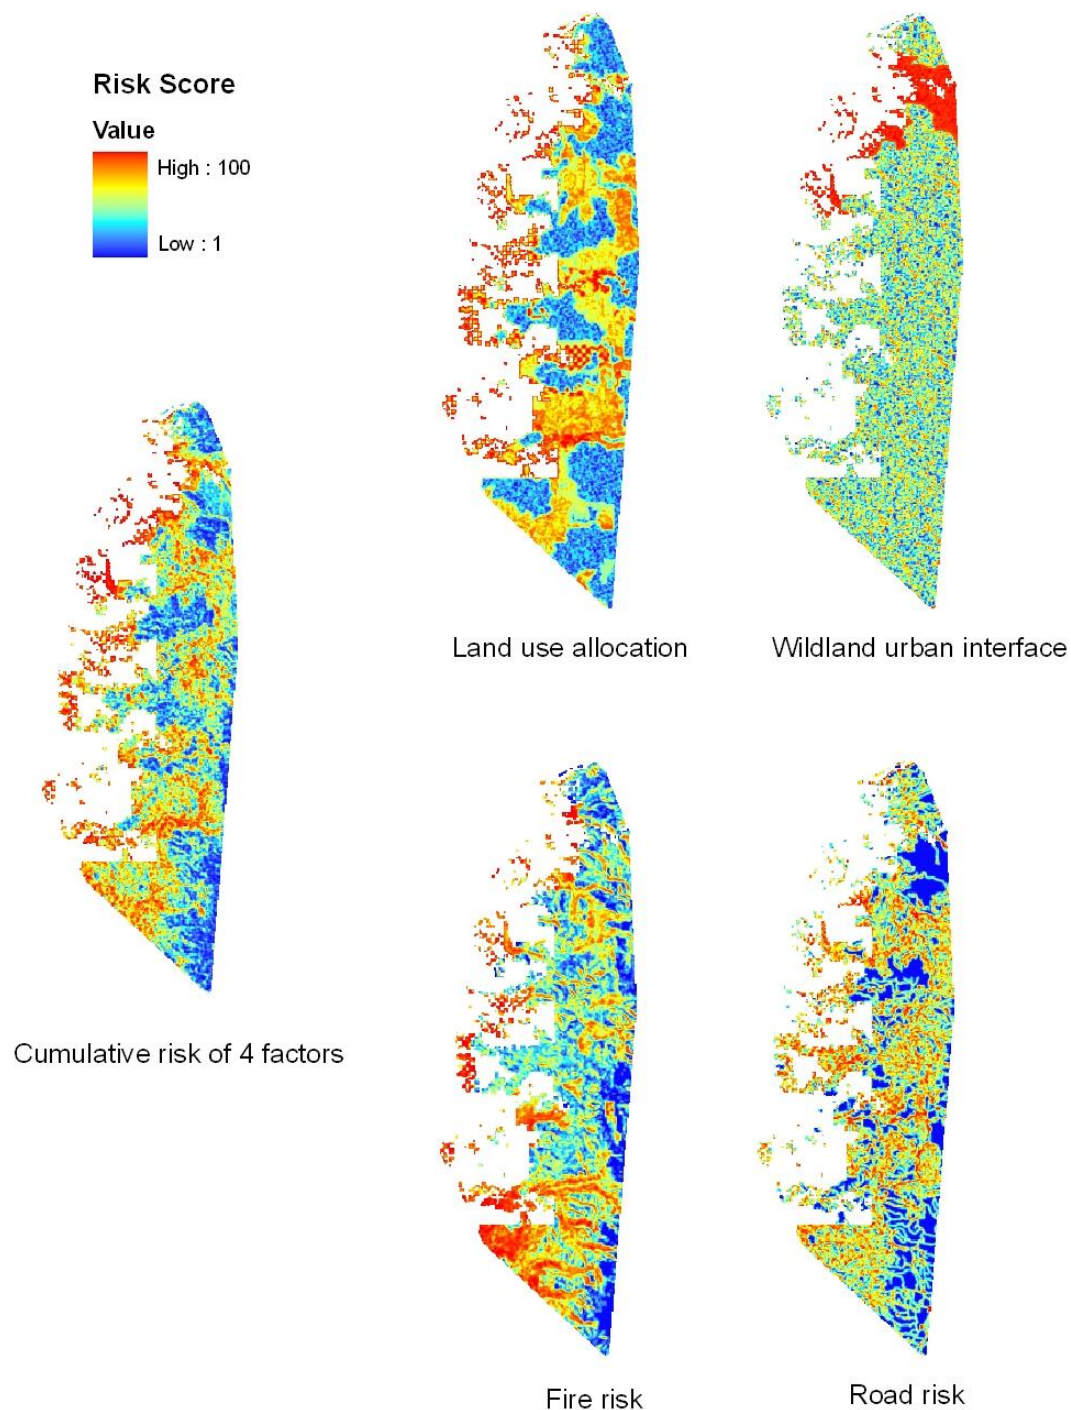 Risk Score
Value
High : 100
Low : 1
Land use allocation
Wildland urban interface
Cumulative risk of 4 factors
Fire risk
Road risk